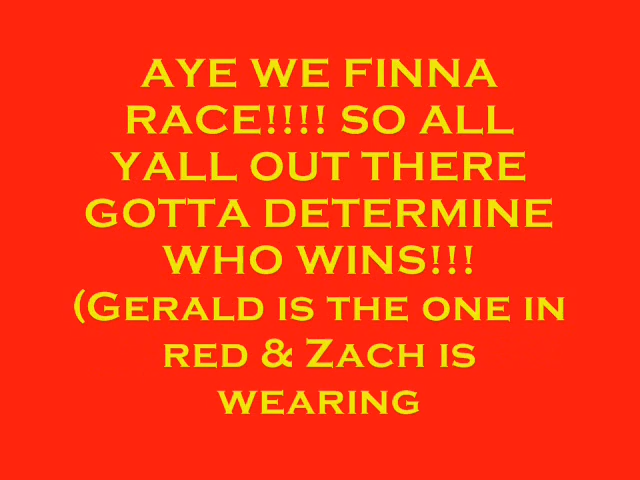 AYE WE FINNA
RACE!!!! SO ALL
YALL OUT THERE
GOTTA DETERMINE
WHO WINS!!!
(Gerald is the one in
red & Zach is
wearing